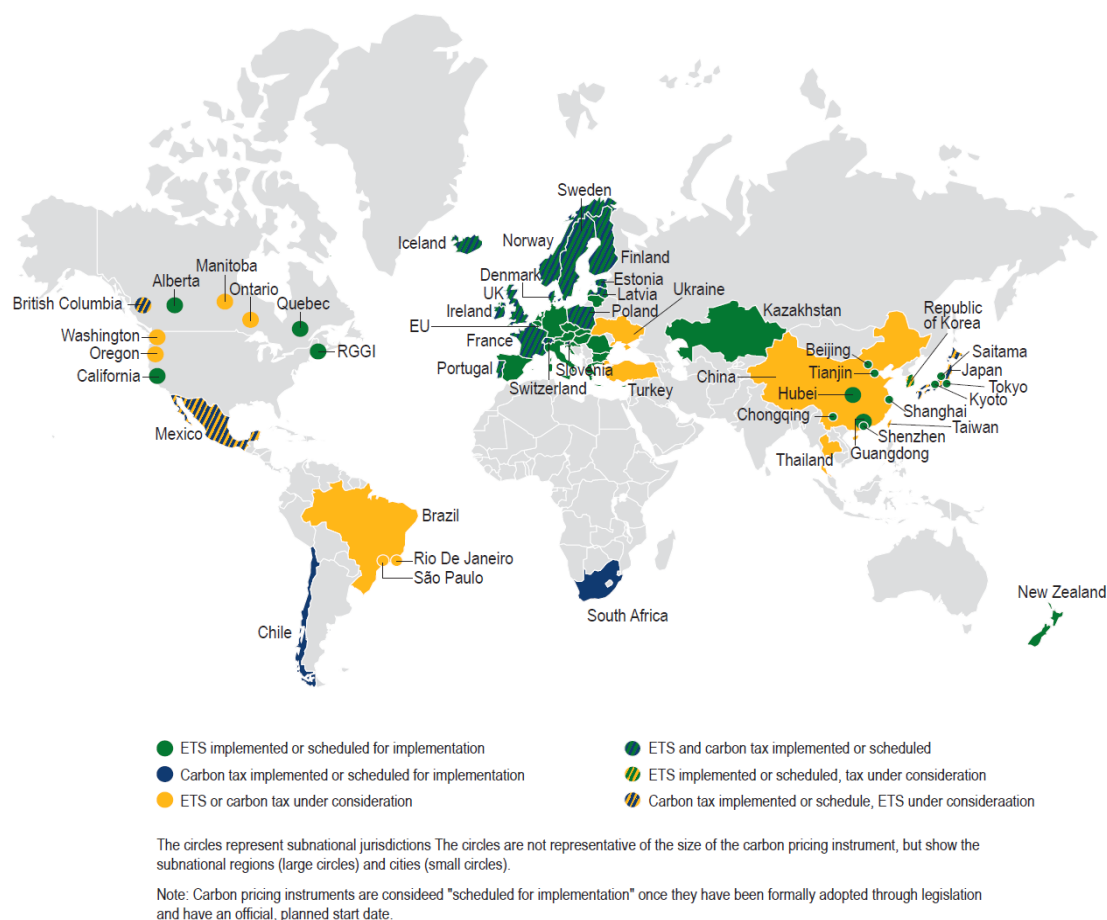 Sweden
Iceland
Norway
Finland
Manitoba
Alberta
Ontario
British Columbia
Quebec
Denmark
UK
Estonia
Latvia
Ukraine
Ireland
Poland
Kazakhstan
Republic
of Korea
Washington
Oregon
RGGI
EU
France
California
Portugal
Slovenia
Switzerland
Turkey
China
Beijing
Tianjin
Hubei
Saitama
Japan
Tokyo
Kyoto
Shanghai
Chongqing
Taiwan
Shenzhen
Guangdong
Thailand
Mexico
Brazil
Rio De Janeiro
São Paulo
Chile
South Africa
New Zealand
ETS implemented or scheduled for implementation
Carbon tax implemented or scheduled for implementation
ETS or carbon tax under consideration
ETS and carbon tax implemented or scheduled
ETS implemented or scheduled, tax under consideration
Carbon tax implemented or schedule, ETS under consideraation
The circles represent subnational jurisdictions The circles are not representative of the size of the carbon pricing instrument, but show the
subnational regions (large circles) and cities (small circles).
Note: Carbon pricing instruments are consideed "scheduled for implementation" once they have been formally adopted through legislation
and have an official, planned start date.